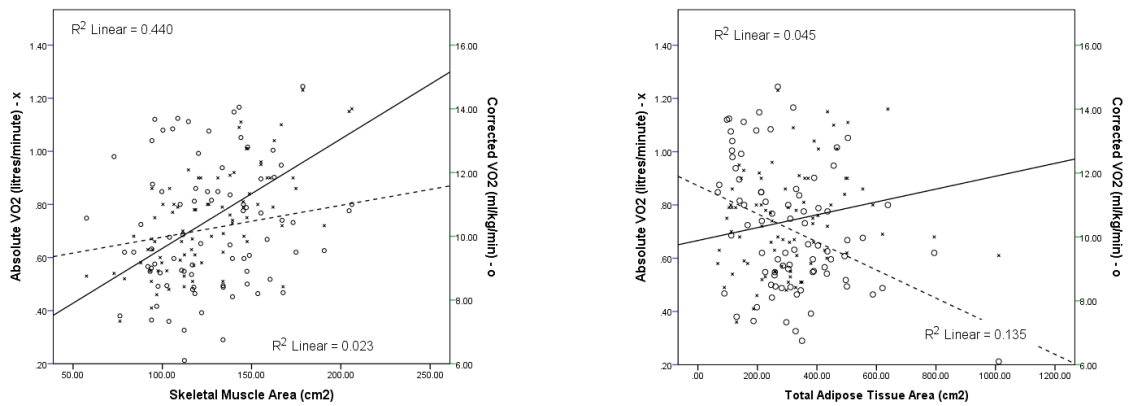 R2 Linear = 0.440
1.40
1.20
1.00
.80
.60
.40
.20
Absolute VO2 (litres/minute) - x
16.00
14.00
12.00
10.00
8.00
6.00
Corrected VO2 (ml/kg/min) - o
R2 Linear = 0.023
50.00 100.00 150.00 200.00 250.00
Skeletal Muscle Area (cm2)
R2 Linear = 0.045
1.40
1.20
1.00
.80
.60
.40
.20
Absolute VO2 (litres/minute) - x
16.00
14.00
12.00
10.00
8.00
6.00
Corrected VO2 (ml/kg/min) - o
R2 Linear = 0.135
.00 200.00 400.00 600.00 800.00 1000.00 1200.00
Total Adipose Tissue Area (cm2)